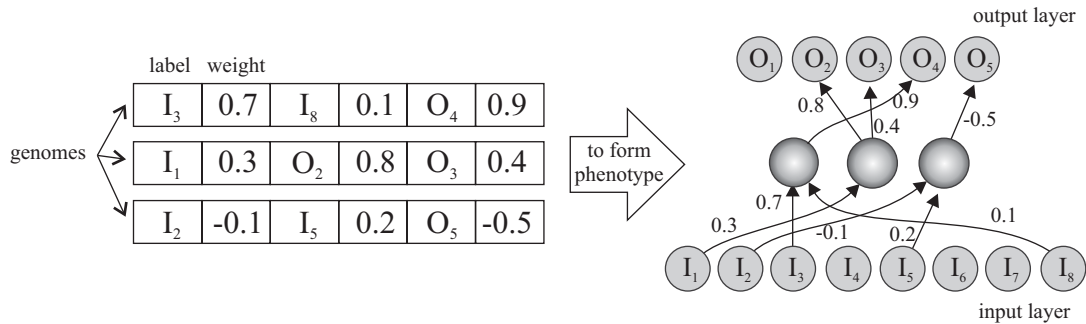 output layer
O₁ O₂ O₃ O₄ O₅
label weight
I₃ 0.7 I₈ 0.1 O₄ 0.9
genomes
I₁ 0.3 O₂ 0.8 O₃ 0.4
I₂ -0.1 I₅ 0.2 O₅ -0.5
to form
phenotype
0.8 0.9
0.4 -0.5
0.7
0.3 -0.1 0.2 0.1
I₁ I₂ I₃ I₄ I₅ I₆ I₇ I₈
input layer